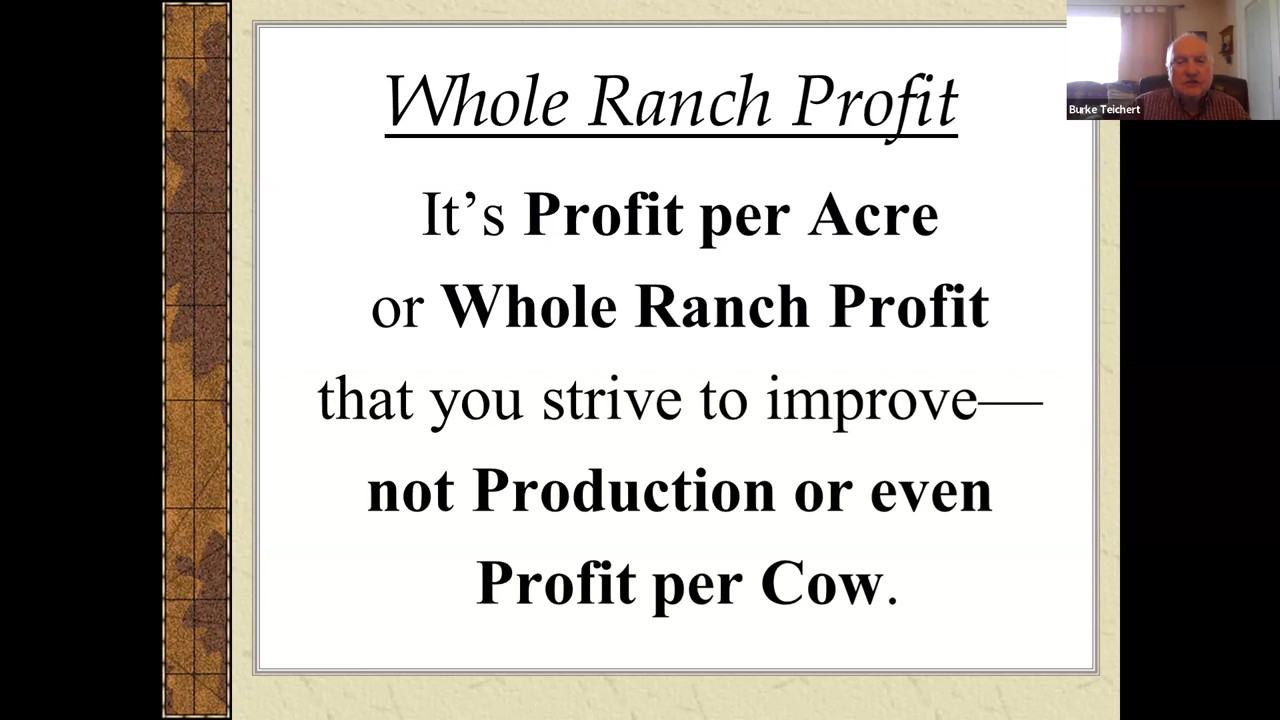 Whole Ranch Profit
Burke Teichert
It’s Profit per Acre
or Whole Ranch Profit
that you strive to improve—
not Production or even
Profit per Cow.